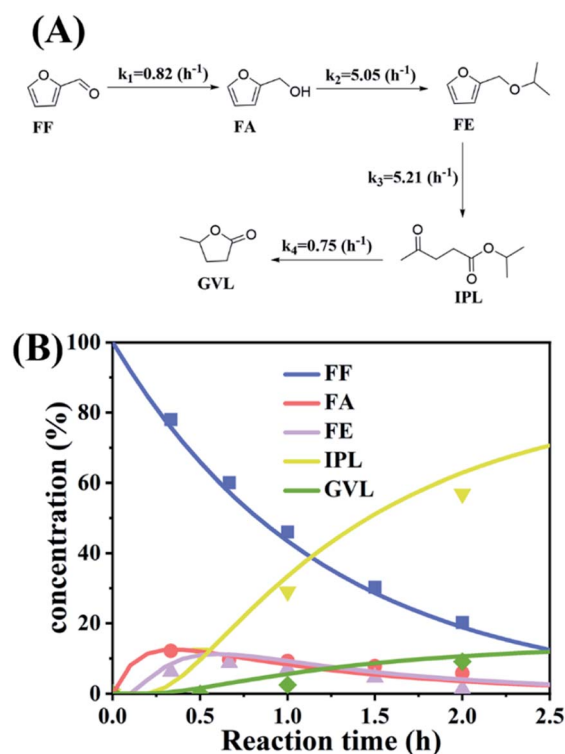 (A)
k₁=0.82 (h⁻¹)
k₂=5.05 (h⁻¹)
O
O
OH
O
O
FF
FA
FE
k₃=5.21 (h⁻¹)
O
O
k₄=0.75 (h⁻¹)
O
O
O
GVL
IPL
(B)
100
80
60
40
20
0
FF
FA
FE
IPL
GVL
concentration (%)
0.0 0.5 1.0 1.5 2.0 2.5
Reaction time (h)